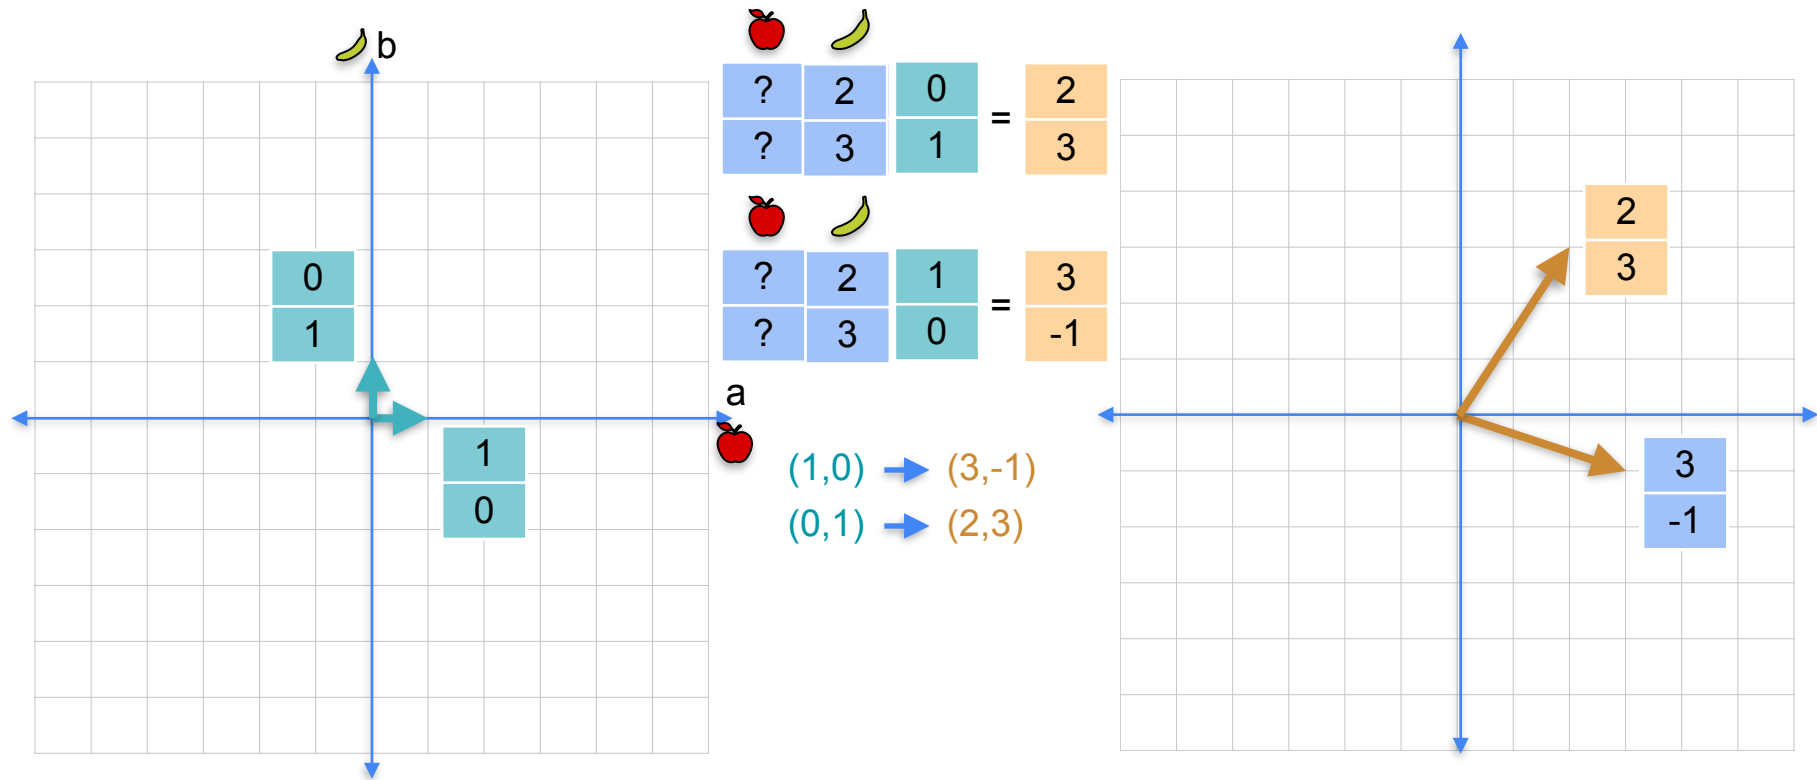 b
? 2 0 2
= 
? 3 1 3
? 2 1 3
=
? 3 0 -1
0
1
a
1
0
(1,0) (3,-1)
(0,1) (2,3)
2
3
3
-1